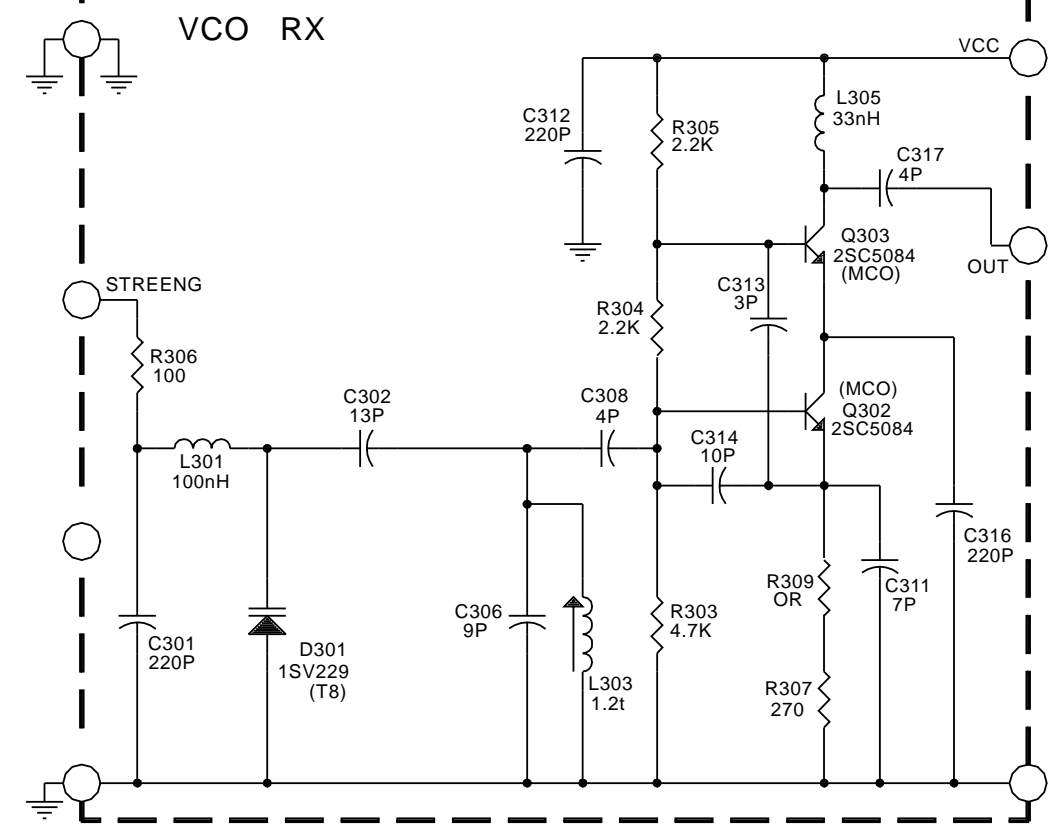 VCO RX
VCC
L305
33nH
C312
220P
R305
2.2K
C317
4P
Q303
2SC5084
(MCO)
OUT
STREENG
C313
3P
R304
2.2K
R306
100
C302
13P
C308
4P
(MCO)
Q302
2SC5084
C314
10P
L301
100nH
C316
220P
R309
OR
C311
7P
C306
9P
R303
4.7K
C301
220P
D301
1SV229
(T8)
L303
1.2t
R307
270